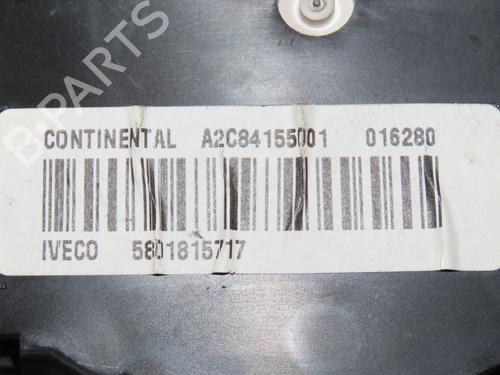 B-PARTS
CONTINENTAL A2C84155001 016280
IVECO 5801815717